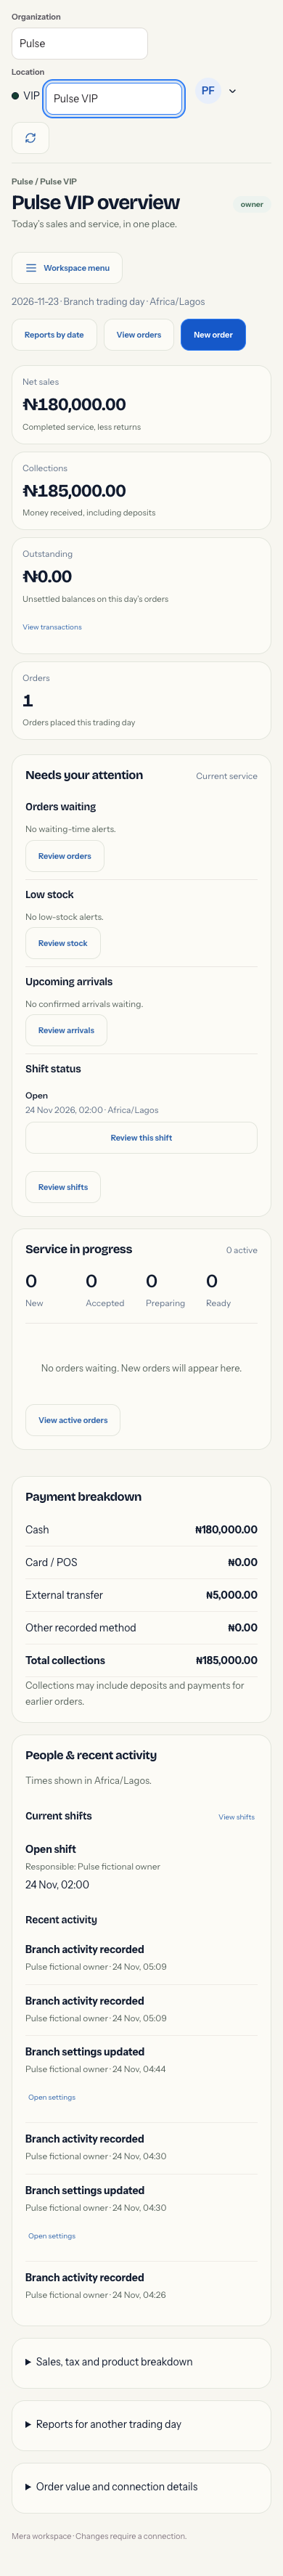 Organization
Pulse
Location
VIP
Pulse VIP
PF
Pulse / Pulse VIP
Pulse VIP overview
owner
Today's sales and service, in one place.
Workspace menu
2026-11-23 · Branch trading day · Africa/Lagos
Reports by date
View orders
New order
Net sales
₦180,000.00
Completed service, less returns
Collections
₦185,000.00
Money received, including deposits
Outstanding
₦0.00
Unsettled balances on this day's orders
View transactions
Orders
1
Orders placed this trading day
Needs your attention
Current service
Orders waiting
No waiting-time alerts.
Review orders
Low stock
No low-stock alerts.
Review stock
Upcoming arrivals
No confirmed arrivals waiting.
Review arrivals
Shift status
Open
24 Nov 2026, 02:00 · Africa/Lagos
Review this shift
Review shifts
Service in progress
0 active
0 0 0 0
New Accepted Preparing Ready
No orders waiting. New orders will appear here.
View active orders
Payment breakdown
Cash ₦180,000.00
Card / POS ₦0.00
External transfer ₦5,000.00
Other recorded method ₦0.00
Total collections ₦185,000.00
Collections may include deposits and payments for
earlier orders.
People & recent activity
Times shown in Africa/Lagos.
Current shifts
View shifts
Open shift
Responsible: Pulse fictional owner
24 Nov, 02:00
Recent activity
Branch activity recorded
Pulse fictional owner · 24 Nov, 05:09
Branch activity recorded
Pulse fictional owner · 24 Nov, 05:09
Branch settings updated
Pulse fictional owner · 24 Nov, 04:44
Open settings
Branch activity recorded
Pulse fictional owner · 24 Nov, 04:30
Branch settings updated
Pulse fictional owner · 24 Nov, 04:30
Open settings
Branch activity recorded
Pulse fictional owner · 24 Nov, 04:26
Sales, tax and product breakdown
Reports for another trading day
Order value and connection details
Mera workspace · Changes require a connection.